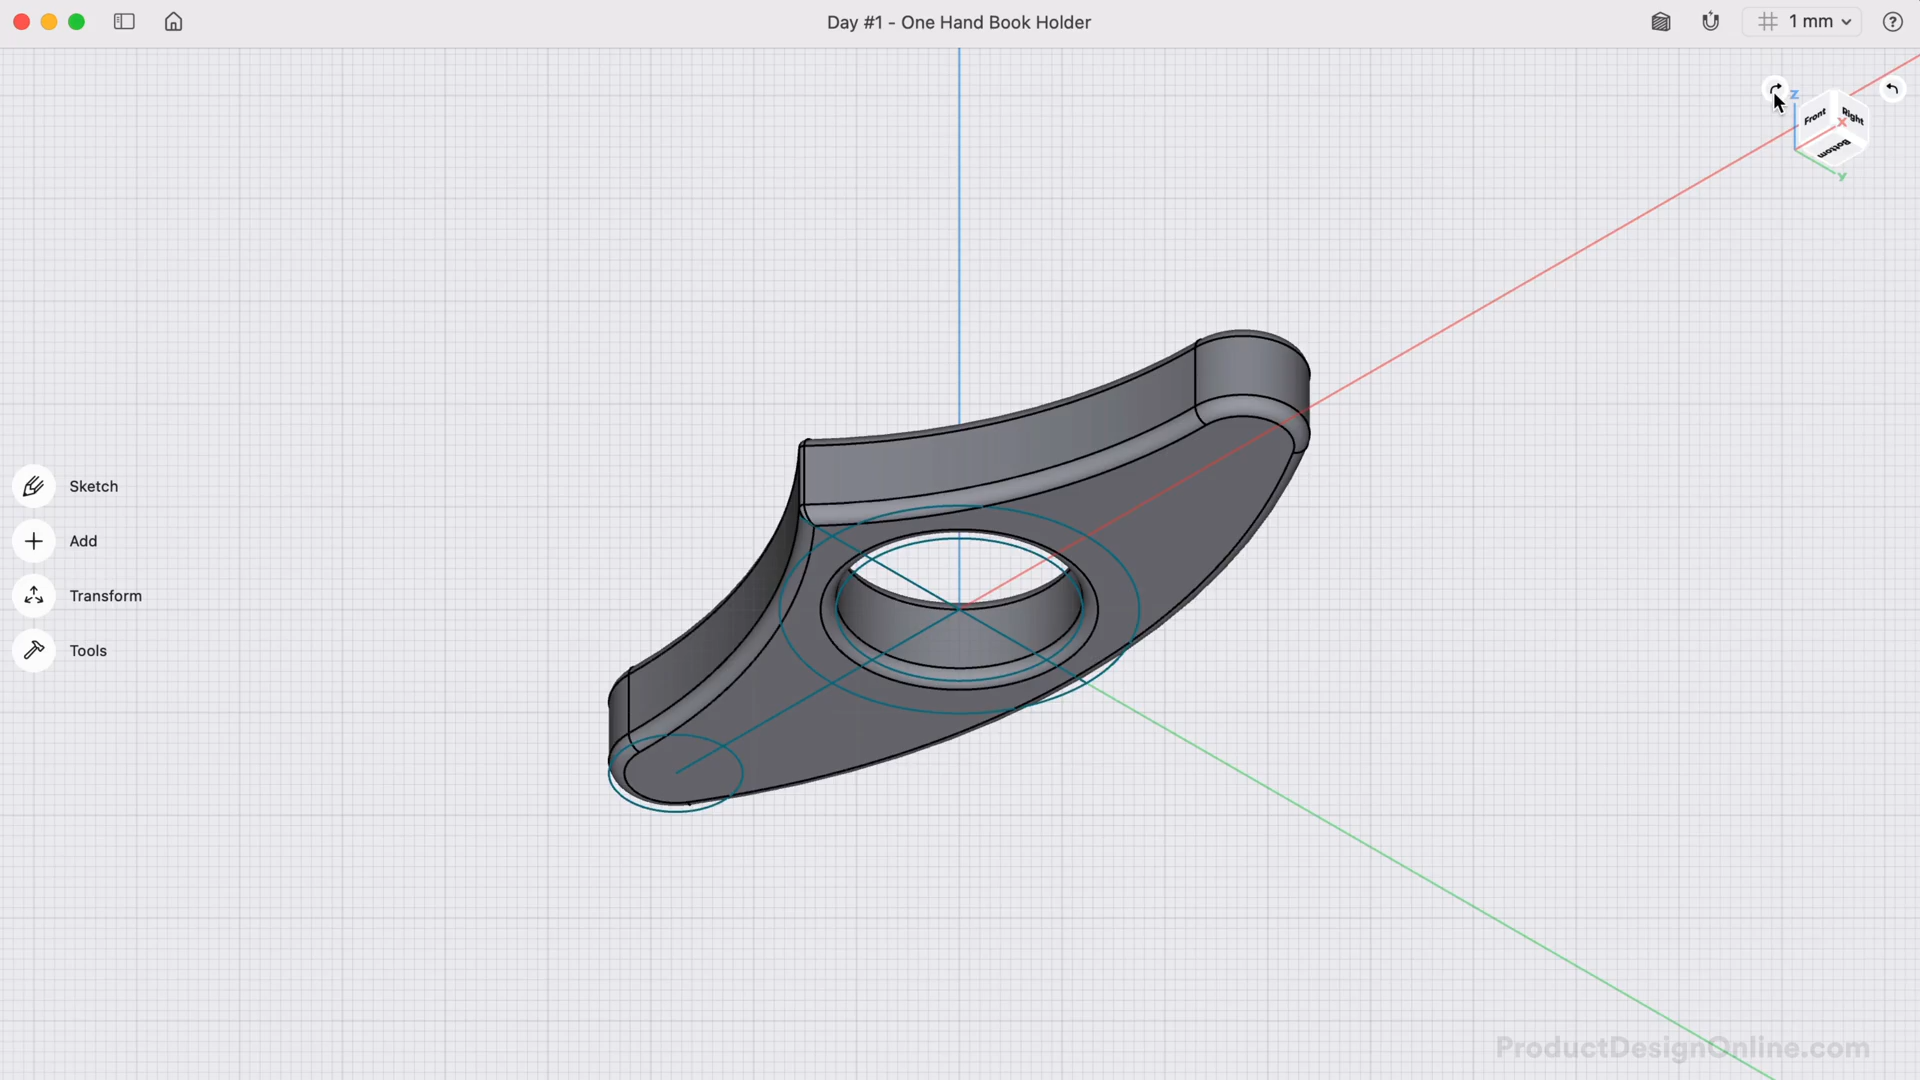 Day #1 - One Hand Book Holder
1 mm
Z
Front
Right
X
Bottom
Y
Sketch
Add
Transform
Tools
ProductDesignOnline.com